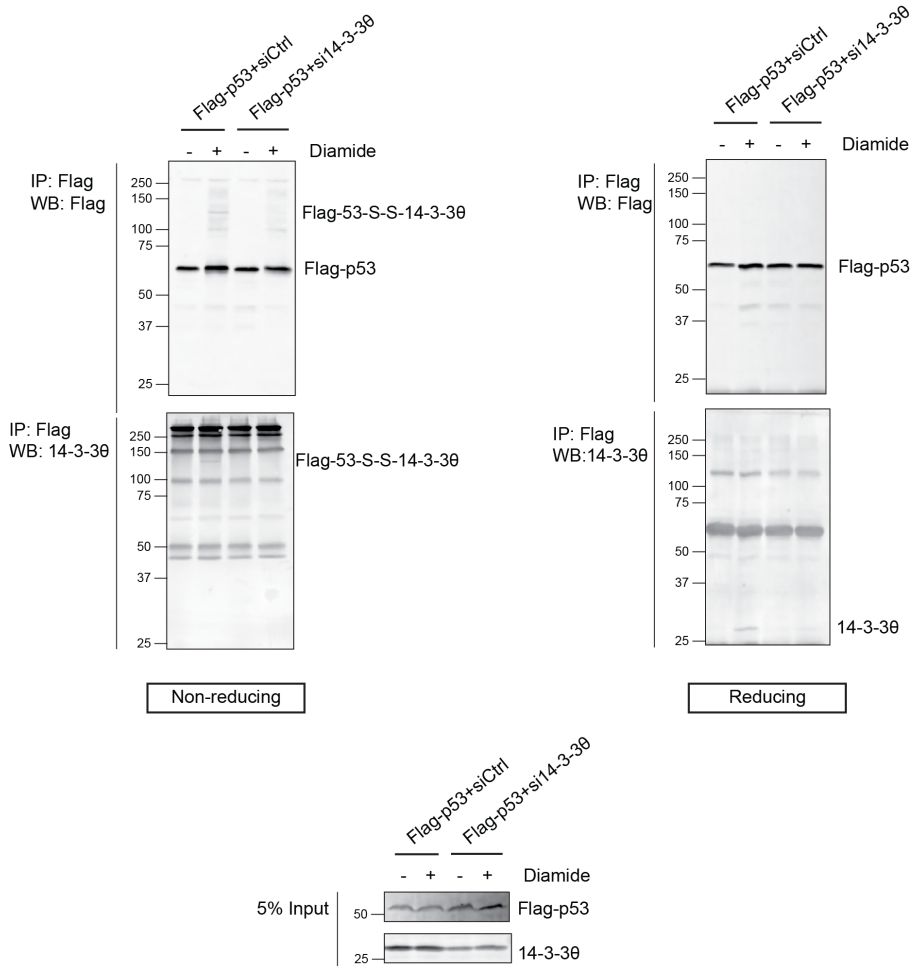 Flag-p53+siCtrl
Flag-p53+si14-3-3θ
- + - + Diamide
IP: Flag
WB: Flag
250
150
100
75
50
37
25
Flag-53-S-S-14-3-3θ
Flag-p53
IP: Flag
WB: 14-3-3θ
250
150
100
75
50
37
25
Flag-53-S-S-14-3-3θ
Non-reducing
Flag-p53+siCtrl
Flag-p53+si14-3-3θ
- + - + Diamide
IP: Flag
WB: Flag
250
150
100
75
50
37
25
Flag-p53
IP: Flag
WB:14-3-3θ
250
150
100
75
50
37
25
14-3-3θ
Reducing
Flag-p53+siCtrl
Flag-p53+si14-3-3θ
- + - + Diamide
5% Input
50
Flag-p53
25
14-3-3θ